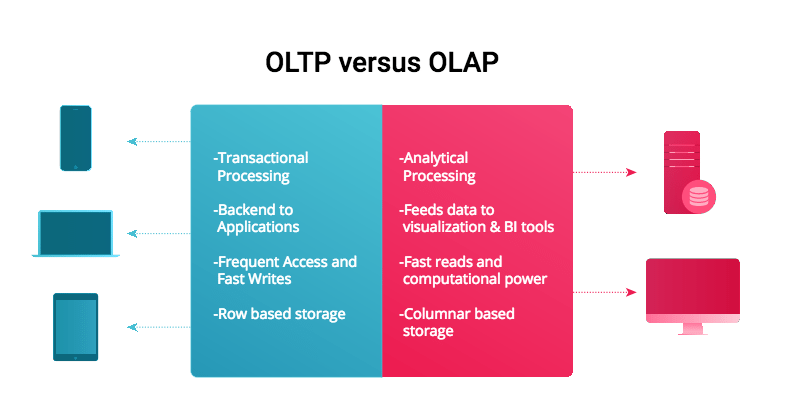 OLTP versus OLAP
-Transactional
Processing
-Backend to
Applications
-Frequent Access and
Fast Writes
-Row based storage
-Analytical
Processing
-Feeds data to
visualization & BI tools
-Fast reads and
computational power
-Columnar based
storage